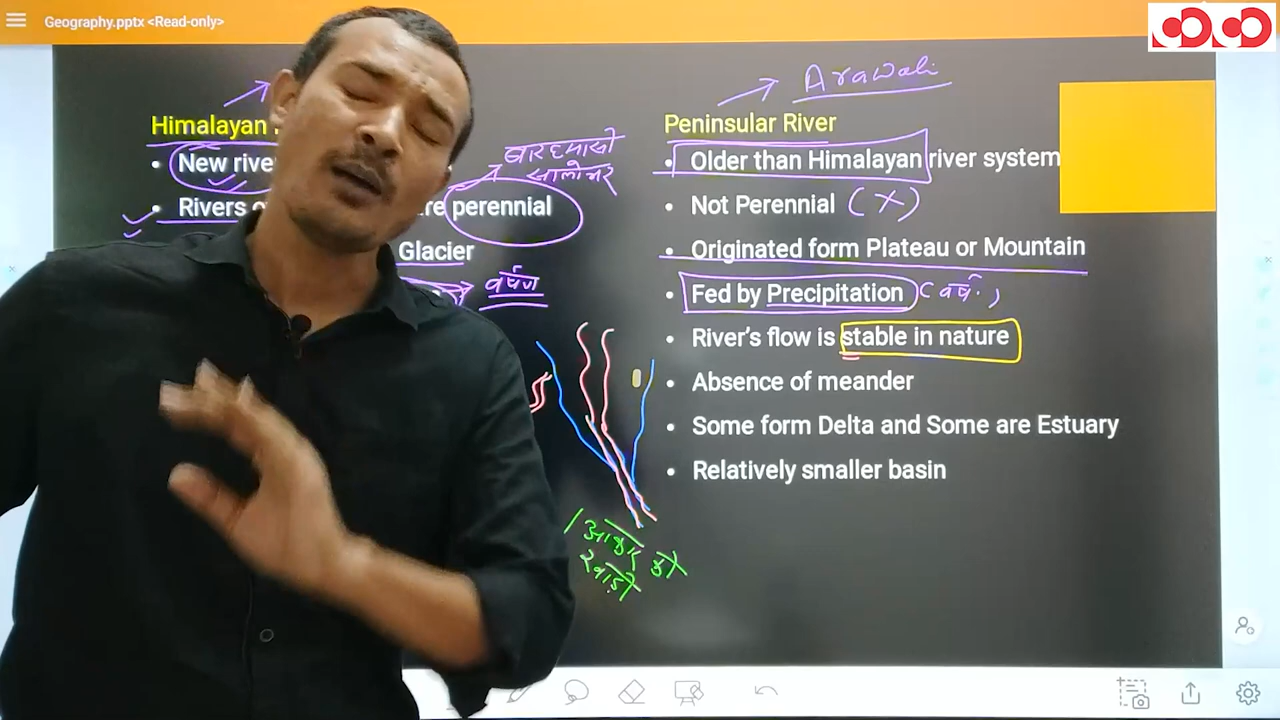 Geography.pptx <Read-only>
Arawali
Himalayan
New rive
Rivers o
re perennial
Glacier
बारहमासी
सालोभर
वर्षण
Peninsular River
Older than Himalayan river system
Not Perennial (X)
Originated form Plateau or Mountain
Fed by Precipitation
River's flow is stable in nature
Absence of meander
Some form Delta and Some are Estuary
Relatively smaller basin